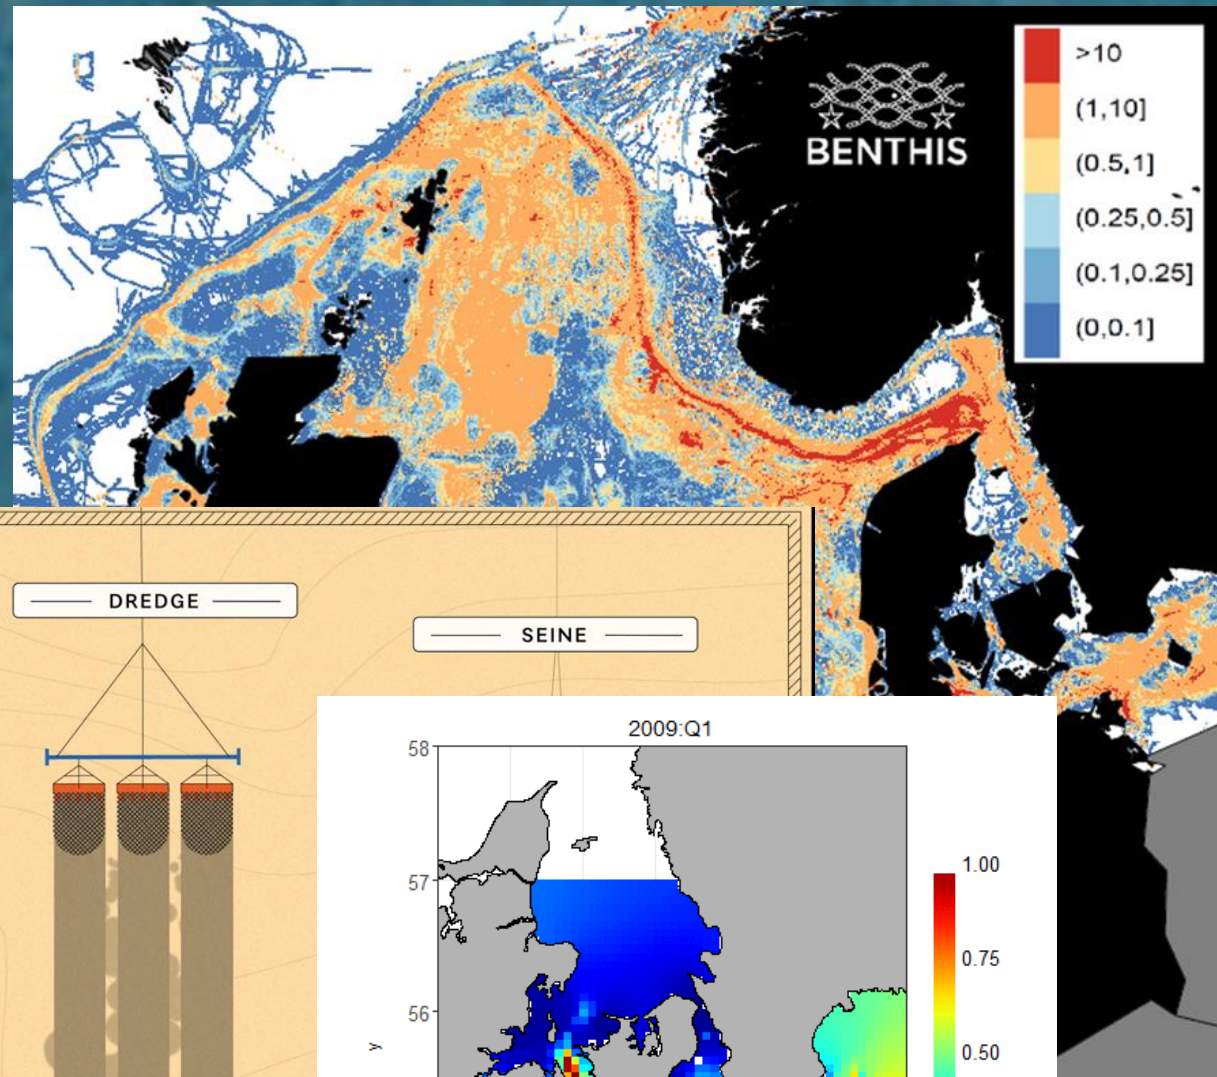 BENTHIS
>10
(1,10]
(0.5,1]
(0.25,0.5]
(0.1,0.25]
(0,0.1]
DREDGE
SEINE
2009:Q1
58
57
56
y
1.00
0.75
0.50